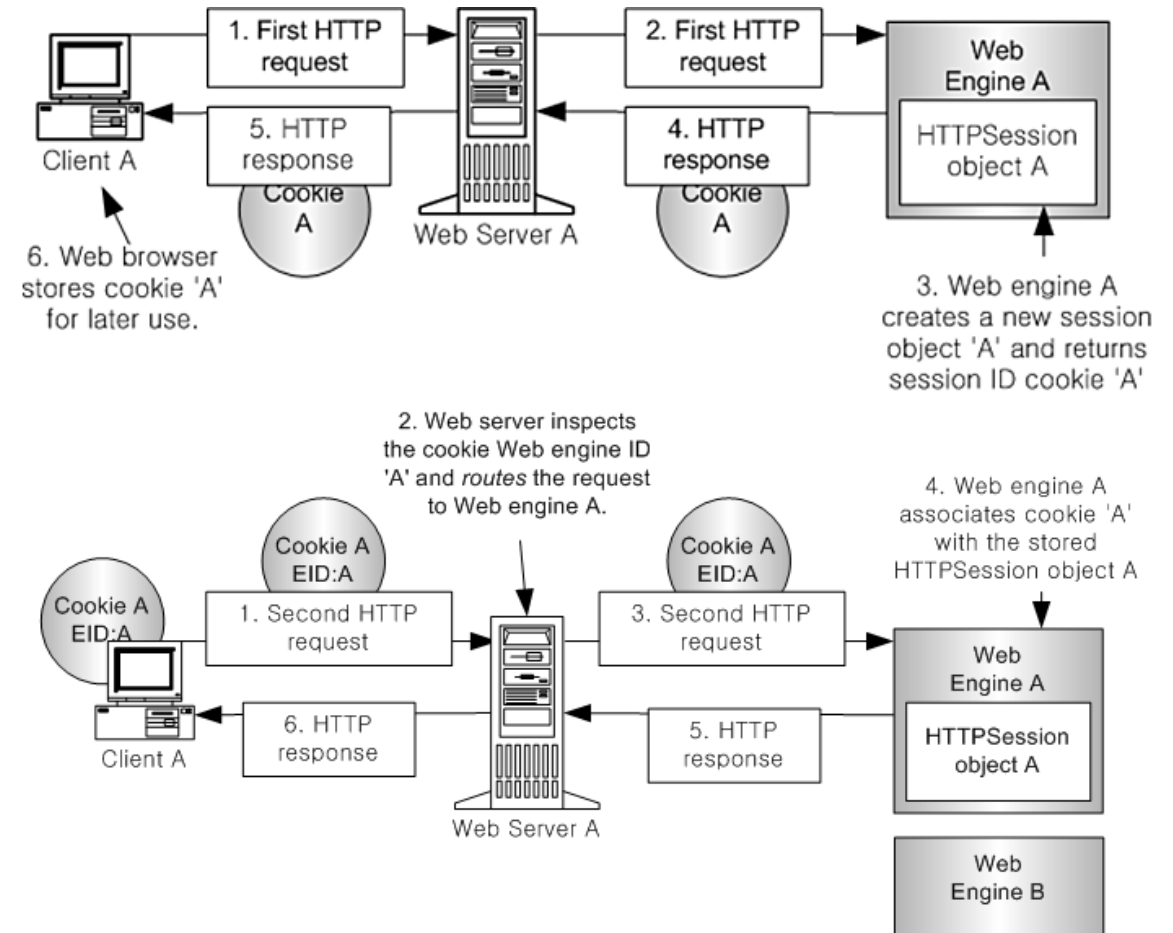 1. First HTTP
request
2. First HTTP
request
Web
Engine A
HTTPSession
object A
5. HTTP
response
4. HTTP
response
Client A
Cookie
A
Cookie
A
Web Server A
6. Web browser
stores cookie 'A'
for later use.
3. Web engine A
creates a new session
object 'A' and returns
session ID cookie 'A'
2. Web server inspects
the cookie Web engine ID
'A' and routes the request
to Web engine A.
4. Web engine A
associates cookie 'A'
with the stored
HTTPSession object A
Cookie A
EID:A
Cookie A
EID:A
Cookie A
EID:A
1. Second HTTP
request
3. Second HTTP
request
Web
Engine A
HTTPSession
object A
6. HTTP
response
5. HTTP
response
Client A
Web Server A
Web
Engine B